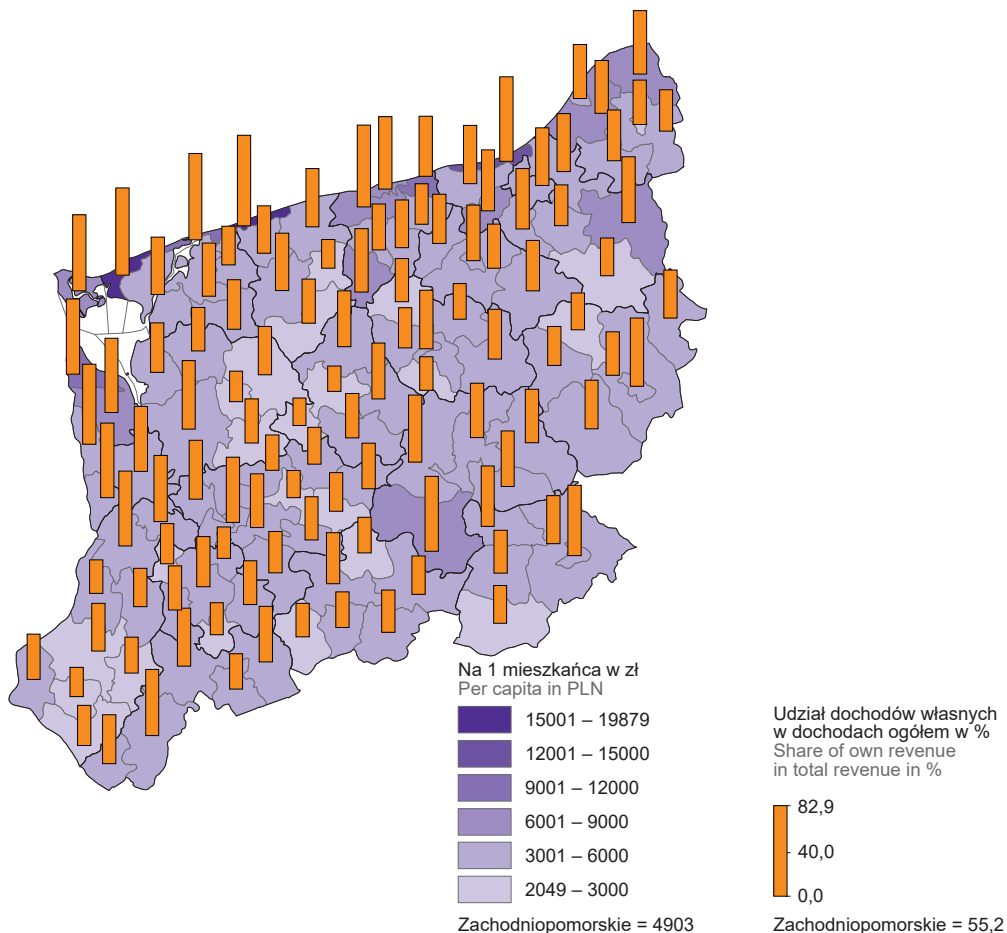 Na 1 mieszkańca w zł
Per capita in PLN
15001 – 19879
12001 – 15000
9001 – 12000
6001 – 9000
3001 – 6000
2049 – 3000
Zachodniopomorskie = 4903
Udział dochodów własnych
w dochodach ogółem w %
Share of own revenue
in total revenue in %
82,9
40,0
0,0
Zachodniopomorskie = 55,2